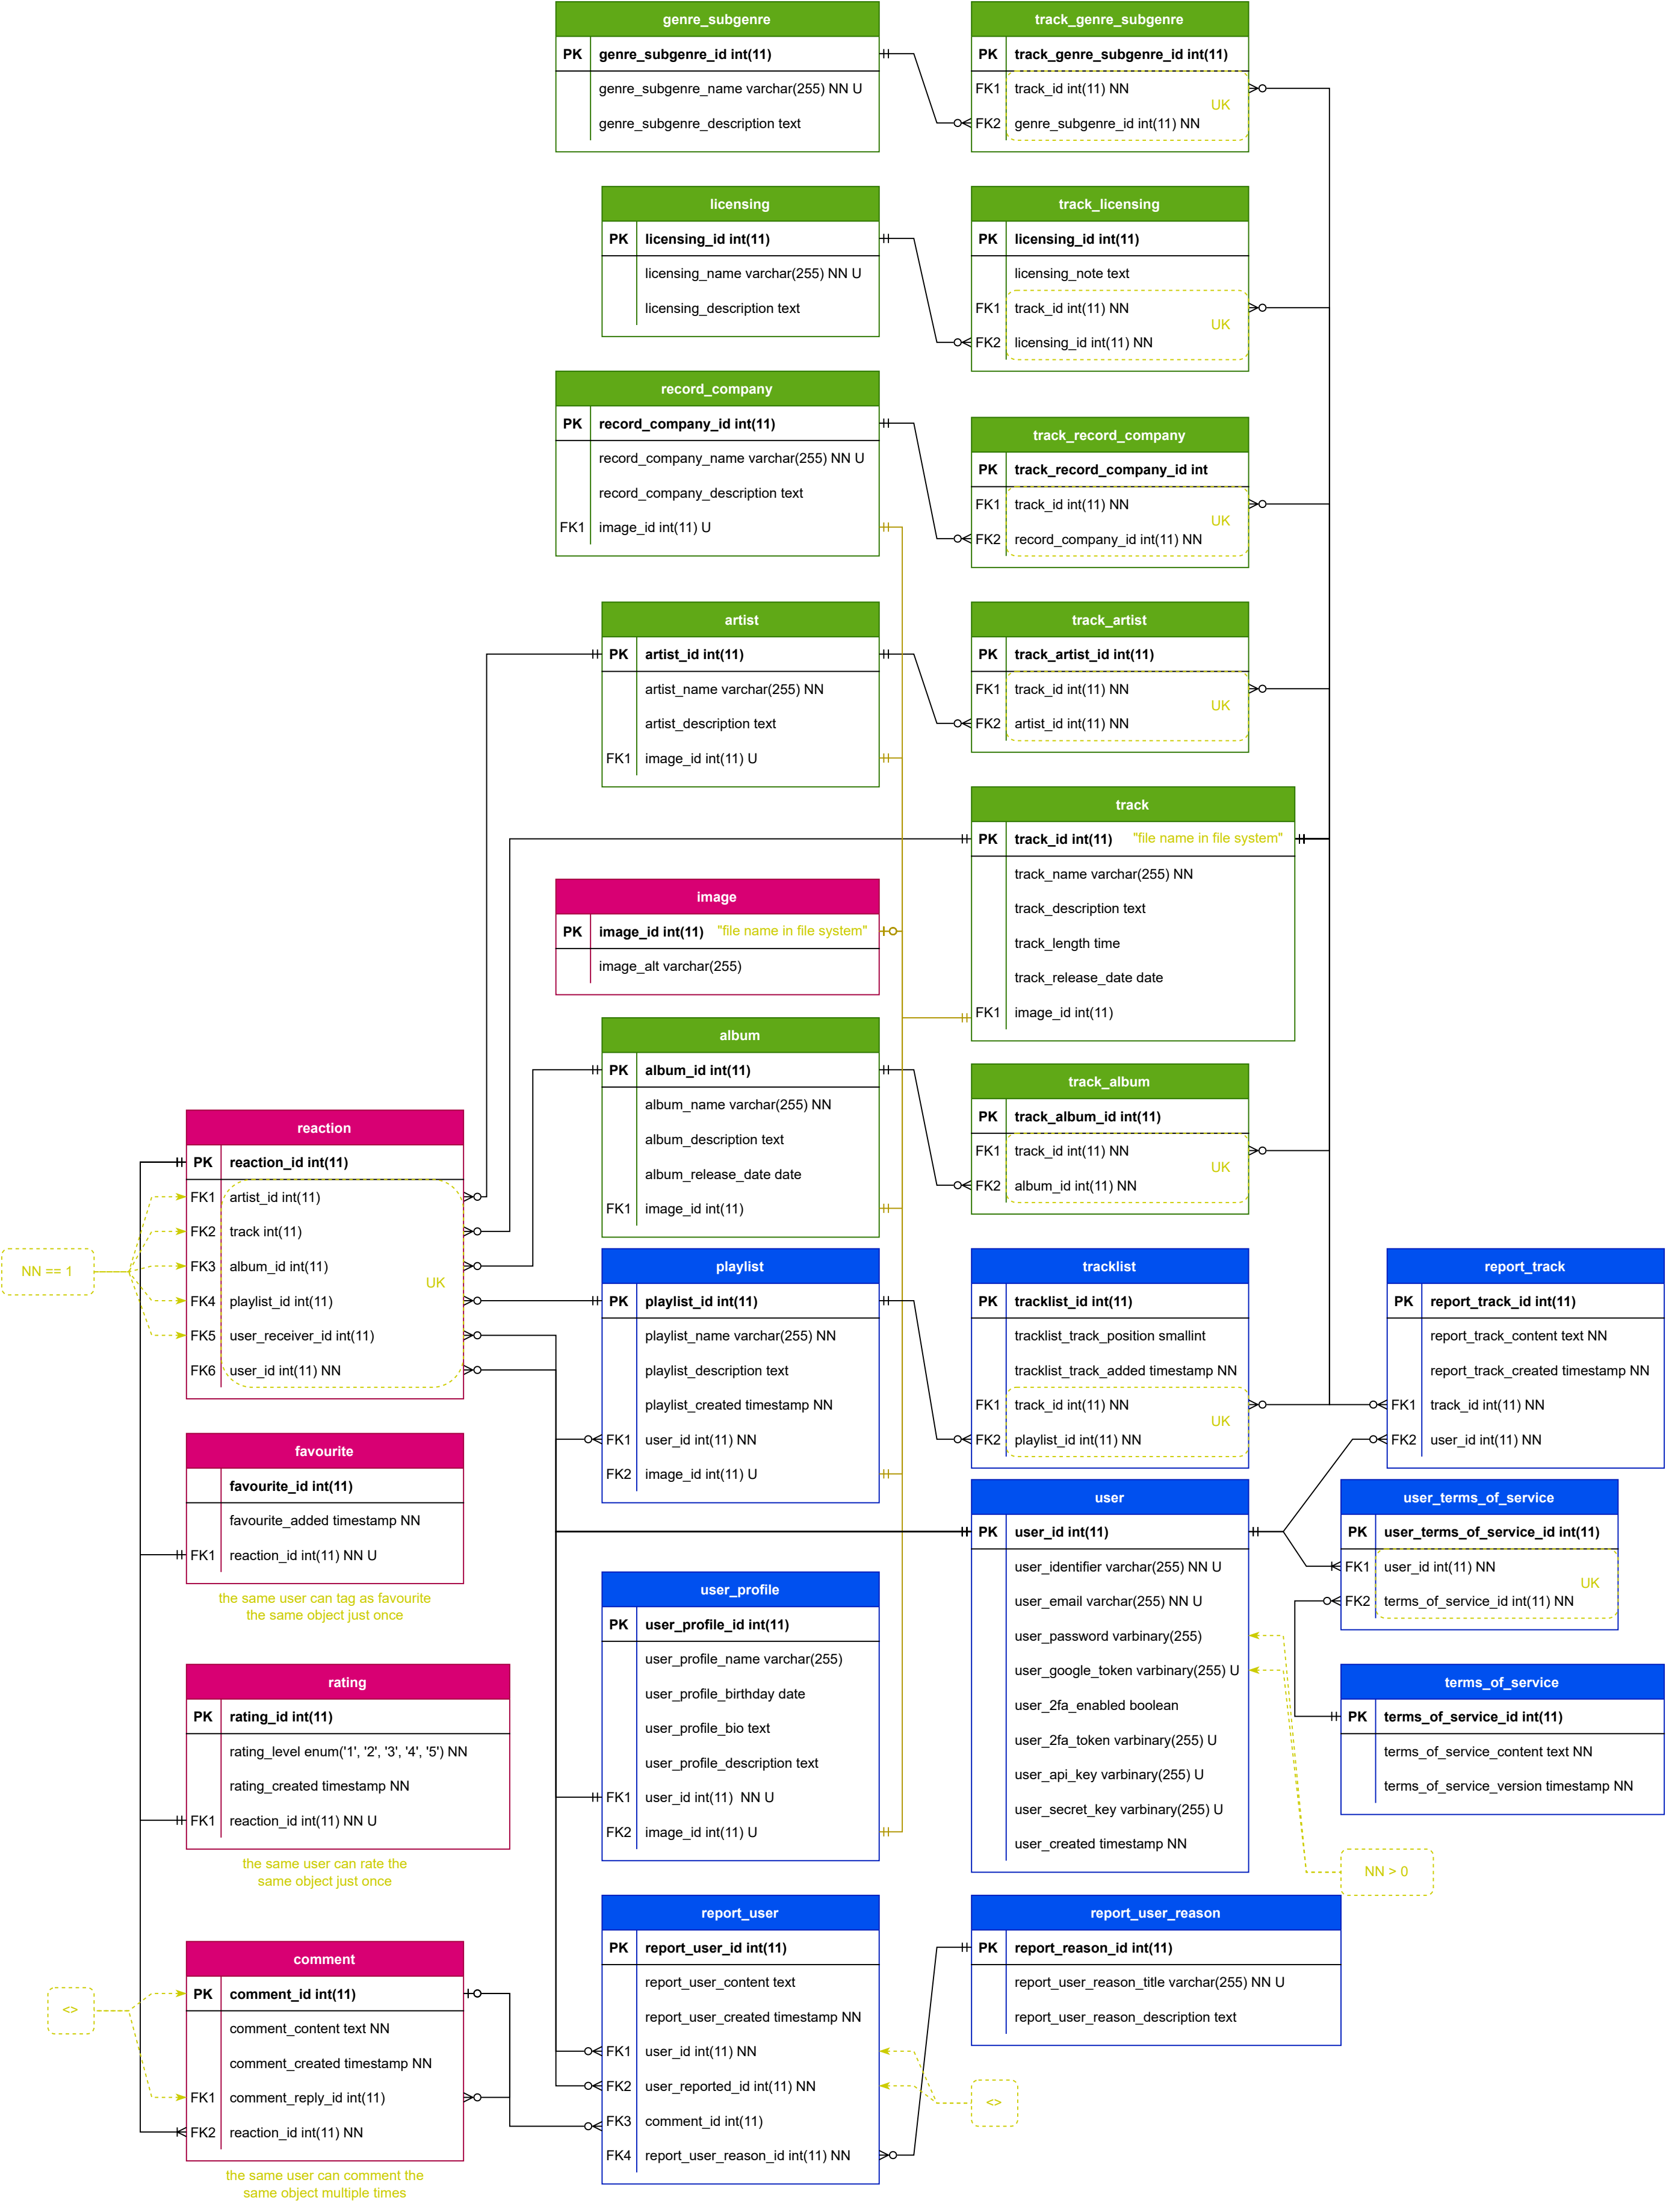 genre_subgenre
PK genre_subgenre_id int(11)
genre_subgenre_name varchar(255) NN U
genre_subgenre_description text
track_genre_subgenre
PK track_genre_subgenre_id int(11)
FK1 track_id int(11) NN
UK
FK2 genre_subgenre_id int(11) NN
licensing
PK licensing_id int(11)
licensing_name varchar(255) NN U
licensing_description text
track_licensing
PK licensing_id int(11)
licensing_note text
FK1 track_id int(11) NN
UK
FK2 licensing_id int(11) NN
record_company
PK record_company_id int(11)
record_company_name varchar(255) NN U
record_company_description text
FK1 image_id int(11) U
track_record_company
PK track_record_company_id int
FK1 track_id int(11) NN
UK
FK2 record_company_id int(11) NN
artist
PK artist_id int(11)
artist_name varchar(255) NN
artist_description text
FK1 image_id int(11) U
track_artist
PK track_artist_id int(11)
FK1 track_id int(11) NN
UK
FK2 artist_id int(11) NN
track
PK track_id int(11) "file name in file system"
track_name varchar(255) NN
track_description text
track_length time
track_release_date date
FK1 image_id int(11)
image
PK image_id int(11) "file name in file system"
image_alt varchar(255)
album
PK album_id int(11)
album_name varchar(255) NN
album_description text
album_release_date date
FK1 image_id int(11)
track_album
PK track_album_id int(11)
FK1 track_id int(11) NN
UK
FK2 album_id int(11) NN
reaction
PK reaction_id int(11)
FK1 artist_id int(11)
FK2 track int(11)
FK3 album_id int(11)
UK
FK4 playlist_id int(11)
FK5 user_receiver_id int(11)
FK6 user_id int(11) NN
NN == 1
playlist
PK playlist_id int(11)
playlist_name varchar(255) NN
playlist_description text
playlist_created timestamp NN
FK1 user_id int(11) NN
FK2 image_id int(11) U
tracklist
PK tracklist_id int(11)
tracklist_track_position smallint
tracklist_track_added timestamp NN
FK1 track_id int(11) NN
UK
FK2 playlist_id int(11) NN
report_track
PK report_track_id int(11)
report_track_content text NN
report_track_created timestamp NN
FK1 track_id int(11) NN
FK2 user_id int(11) NN
favourite
favourite_id int(11)
favourite_added timestamp NN
FK1 reaction_id int(11) NN U
the same user can tag as favourite
the same object just once
user
PK user_id int(11)
user_identifier varchar(255) NN U
user_email varchar(255) NN U
user_password varbinary(255)
user_google_token varbinary(255) U
user_2fa_enabled boolean
user_2fa_token varbinary(255) U
user_api_key varbinary(255) U
user_secret_key varbinary(255) U
user_created timestamp NN
user_terms_of_service
PK user_terms_of_service_id int(11)
FK1 user_id int(11) NN
UK
FK2 terms_of_service_id int(11) NN
user_profile
PK user_profile_id int(11)
user_profile_name varchar(255)
user_profile_birthday date
user_profile_bio text
user_profile_description text
FK1 user_id int(11) NN U
FK2 image_id int(11) U
rating
PK rating_id int(11)
rating_level enum('1', '2', '3', '4', '5') NN
rating_created timestamp NN
FK1 reaction_id int(11) NN U
the same user can rate the
same object just once
terms_of_service
PK terms_of_service_id int(11)
terms_of_service_content text NN
terms_of_service_version timestamp NN
NN > 0
report_user
PK report_user_id int(11)
report_user_content text
report_user_created timestamp NN
FK1 user_id int(11) NN
FK2 user_reported_id int(11) NN
FK3 comment_id int(11)
FK4 report_user_reason_id int(11) NN
<>
report_user_reason
PK report_reason_id int(11)
report_user_reason_title varchar(255) NN U
report_user_reason_description text
comment
PK comment_id int(11)
comment_content text NN
comment_created timestamp NN
FK1 comment_reply_id int(11)
FK2 reaction_id int(11) NN
<>
the same user can comment the
same object multiple times